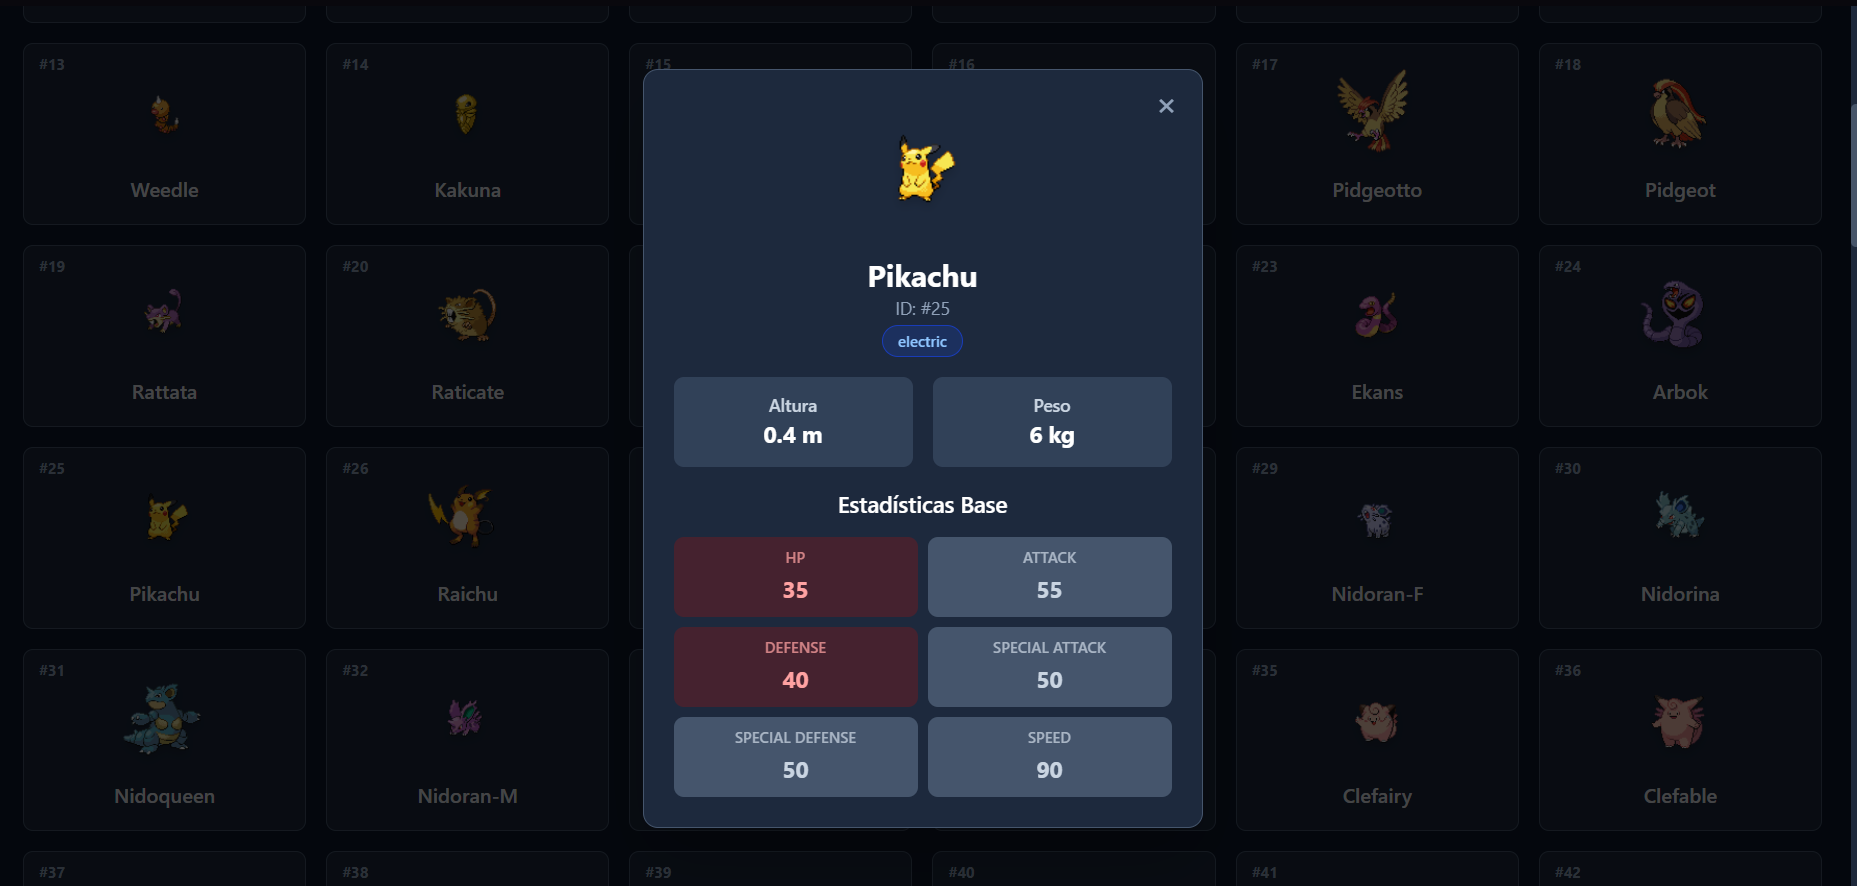 #13
#14
#15
#16
#17
#18
Weedle
Kakuna
Pidgeotto
Pidgeot
#19
#20
#23
#24
Rattata
Raticate
Ekans
Arbok
#25
#26
#29
#30
Pikachu
Raichu
Nidoran-F
Nidorina
#31
#32
#35
#36
Nidoqueen
Nidoran-M
Clefairy
Clefable
#37
#38
#39
#40
#41
#42
×
Pikachu
ID: #25
electric
Altura
0.4 m
Peso
6 kg
Estadísticas Base
HP
35
ATTACK
55
DEFENSE
40
SPECIAL ATTACK
50
SPECIAL DEFENSE
50
SPEED
90